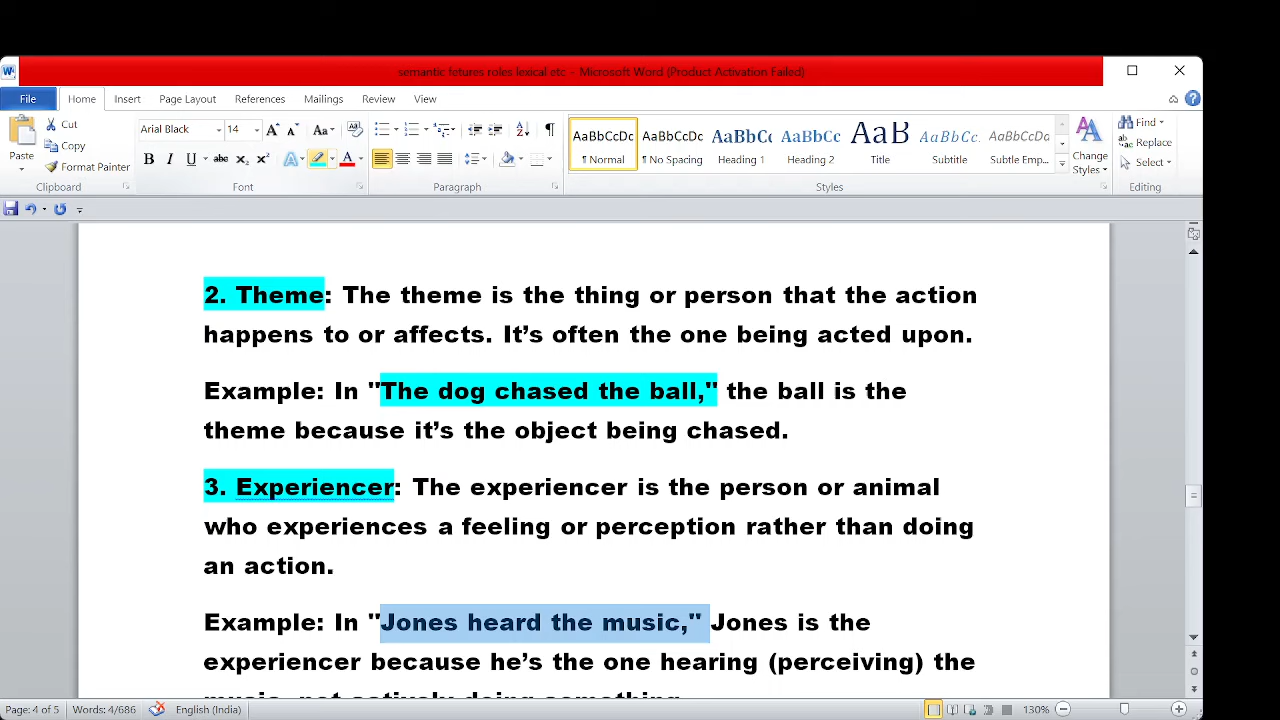 semantic fetures roles lexical etc - Microsoft Word (Product Activation Failed)
File Home Insert Page Layout References Mailings Review View
Paste
Cut
Copy
Format Painter
Clipboard
Arial Black 14
Font
Paragraph
AaBbCcDc AaBbCcDc AaBbCc AaBbCc AaB AaBbCc. AaBbCcDc
¶ Normal ¶ No Spacing Heading 1 Heading 2 Title Subtitle Subtle Emp...
Styles
Change Styles
Find
Replace
Select
Editing
2. Theme: The theme is the thing or person that the action
happens to or affects. It’s often the one being acted upon.
Example: In "The dog chased the ball," the ball is the
theme because it’s the object being chased.
3. Experiencer: The experiencer is the person or animal
who experiences a feeling or perception rather than doing
an action.
Example: In "Jones heard the music," Jones is the
experiencer because he’s the one hearing (perceiving) the
music, not actively doing something.
Page: 4 of 5 Words: 4/686 English (India) 130%